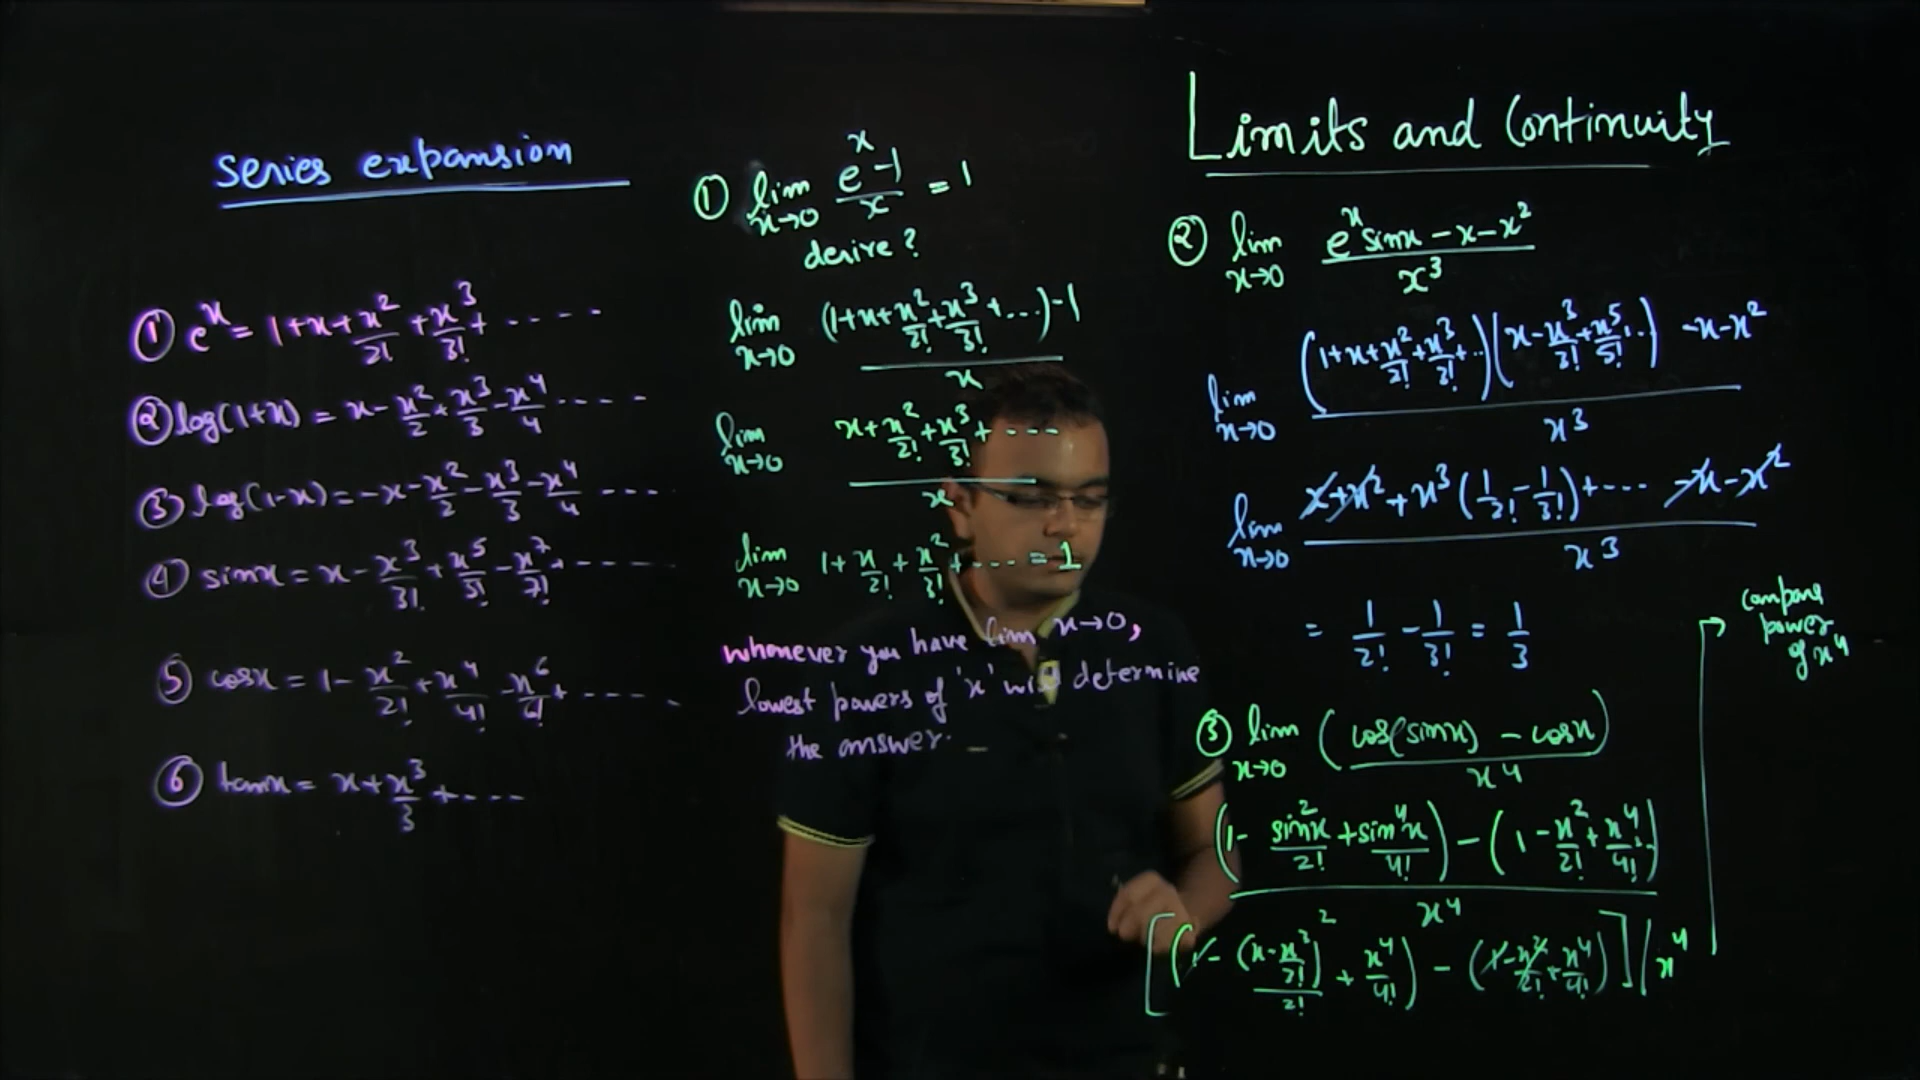 Series expansion
① e^x = 1+x+x²/2!+x³/3!+.....
② log(1+x) = x-x²/2+x³/3-x⁴/4.....
③ log(1-x) = -x-x²/2-x³/3-x⁴/4 ....
④ sinx = x-x³/3!+x⁵/5!-x⁷/7!+......
⑤ cosx = 1-x²/2!+x⁴/4!-x⁶/6!+.....
⑥ tanx = x+x³/3+....
① lim x→0 (e^x-1)/x = 1
derive?
lim x→0 ((1+x+x²/2!+x³/3!+...)-1)/x
lim x→0 (x+x²/2!+x³/3!+...)/x
lim x→0 1+x/2!+x²/3!+.... = 1
whenever you have lim x→0,
lowest powers of 'x' will determine
the answer.
Limits and Continuity
② lim x→0 (e^x sinx-x-x²)/x³
lim x→0 ((1+x+x²/2!+x³/3!+..)(x-x³/3!+x⁵/5!...)-x-x²)/x³
lim x→0 (x+x²+x³(1/2!-1/3!)+....-x-x²)/x³
= 1/2!-1/3! = 1/3
compare
power
of x⁴
③ lim x→0 ((cos(sinx)-cosx)/x⁴)
((1-sin²x/2!+sin⁴x/4!)-(1-x²/2!+x⁴/4!..))/x⁴
[(1-(x-x³/3!)²/2!+x⁴/4!)-(1-x²/2!+x⁴/4!)]/x⁴